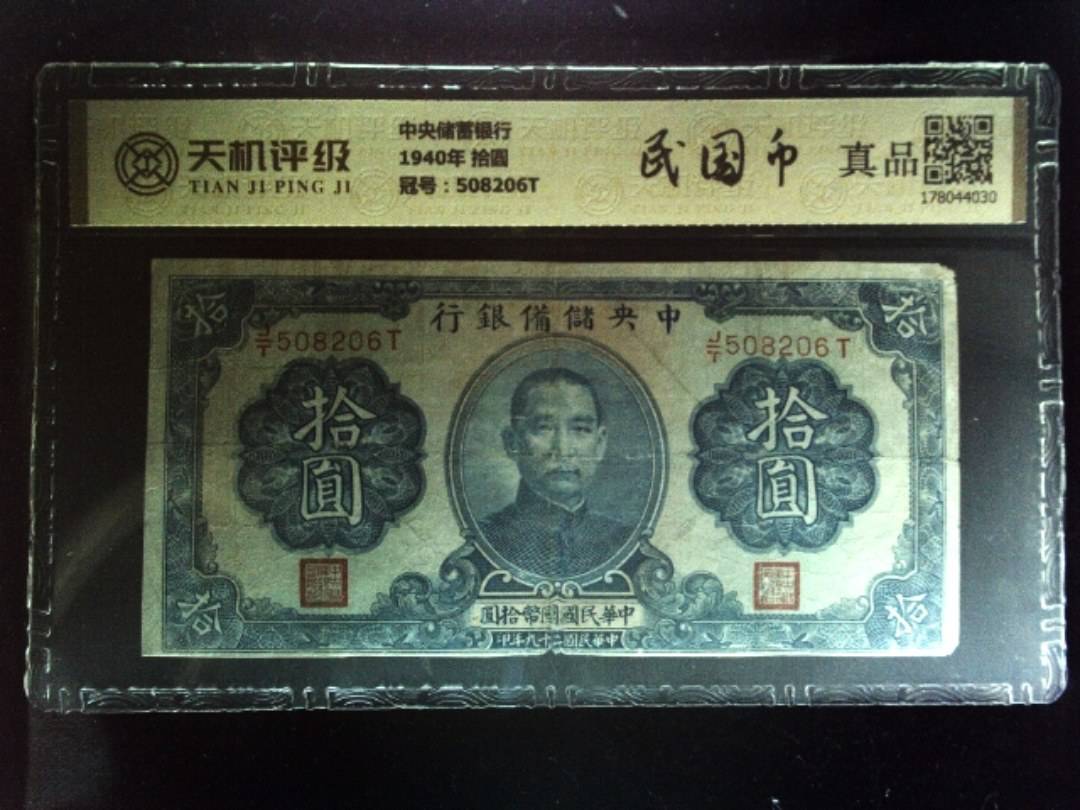 天机评级
TIAN JI PING JI
中央储蓄银行
1940年 拾圓
冠号：508206T
民国币
真品
178044030
拾
拾
中央儲備銀行
J/T 508206T
J/T 508206T
拾圓
拾圓
中華民國國幣拾圓
中華民國二十九年印
拾
拾